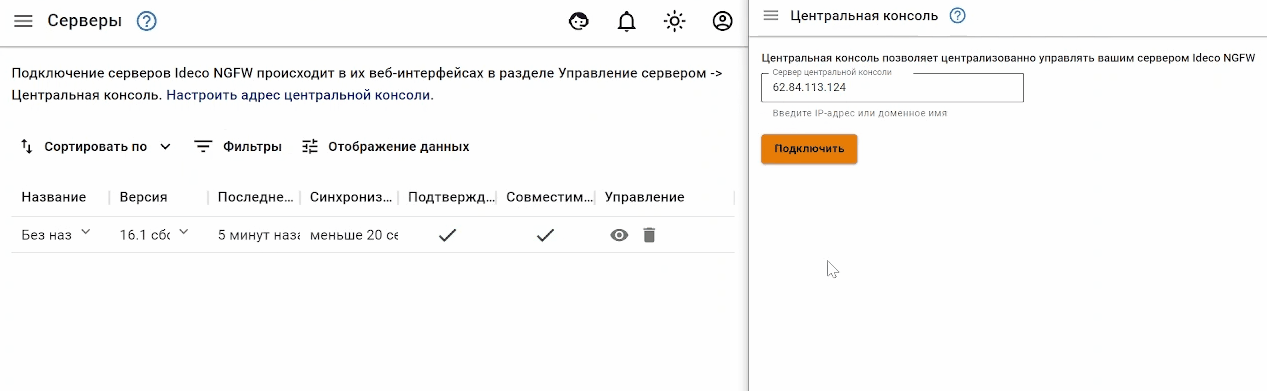 Серверы ?
Подключение серверов Ideco NGFW происходит в их веб-интерфейсах в разделе Управление сервером ->
Центральная консоль. Настроить адрес центральной консоли.
Сортировать по Фильтры Отображение данных
Название Версия Последне... Синхрониз... Подтвержд... Совместим... Управление
Без наз 16.1 сбо 5 минут наза меньше 20 се
Центральная консоль ?
Центральная консоль позволяет централизованно управлять вашим сервером Ideco NGFW
Сервер центральной консоли
62.84.113.124
Введите IP-адрес или доменное имя
Подключить